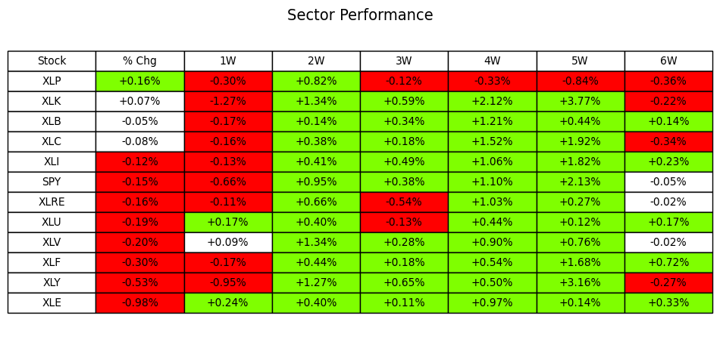 Sector Performance
Stock % Chg 1W 2W 3W 4W 5W 6W
XLP +0.16% -0.30% +0.82% -0.12% -0.33% -0.84% -0.36%
XLK +0.07% -1.27% +1.34% +0.59% +2.12% +3.77% -0.22%
XLB -0.05% -0.17% +0.14% +0.34% +1.21% +0.44% +0.14%
XLC -0.08% -0.16% +0.38% +0.18% +1.52% +1.92% -0.34%
XLI -0.12% -0.13% +0.41% +0.49% +1.06% +1.82% +0.23%
SPY -0.15% -0.66% +0.95% +0.38% +1.10% +2.13% -0.05%
XLRE -0.16% -0.11% +0.66% -0.54% +1.03% +0.27% -0.02%
XLU -0.19% +0.17% +0.40% -0.13% +0.44% +0.12% +0.17%
XLV -0.20% +0.09% +1.34% +0.28% +0.90% +0.76% -0.02%
XLF -0.30% -0.17% +0.44% +0.18% +0.54% +1.68% +0.72%
XLY -0.53% -0.95% +1.27% +0.65% +0.50% +3.16% -0.27%
XLE -0.98% +0.24% +0.40% +0.11% +0.97% +0.14% +0.33%